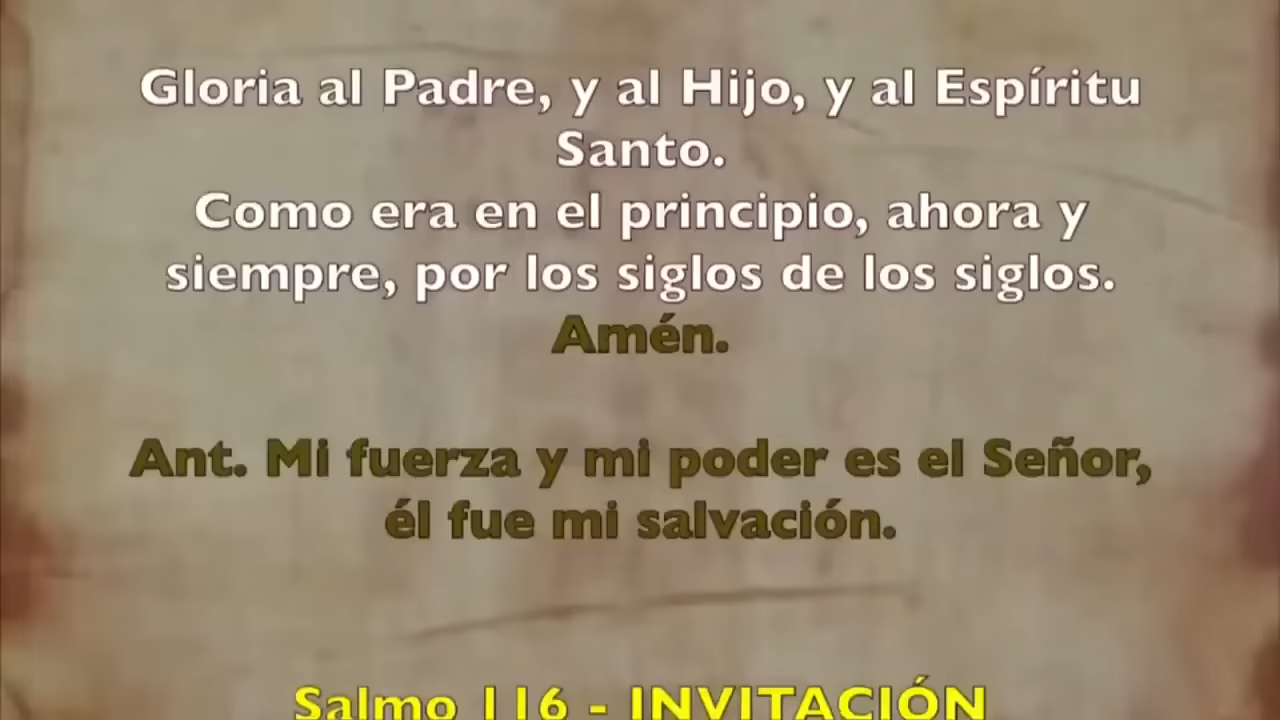 Gloria al Padre, y al Hijo, y al Espíritu
Santo.
Como era en el principio, ahora y
siempre, por los siglos de los siglos.
Amén.
Ant. Mi fuerza y mi poder es el Señor,
él fue mi salvación.
Salmo 116 - INVITACIÓN